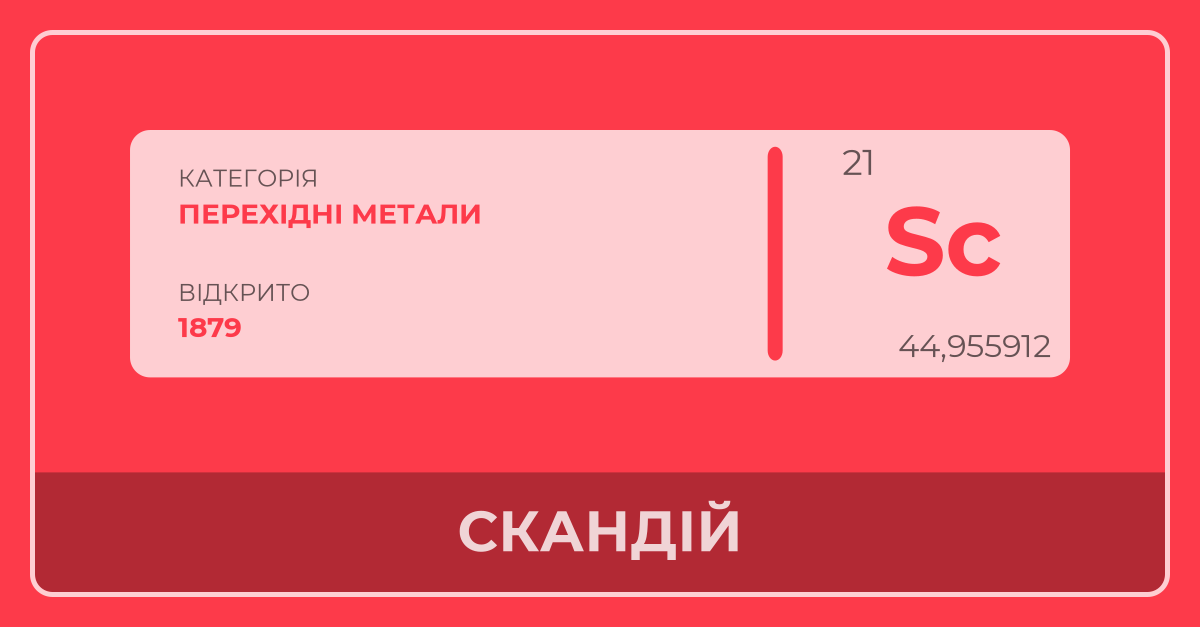 КАТЕГОРІЯ
ПЕРЕХІДНІ МЕТАЛИ
ВІДКРИТО
1879
21
Sc
44,955912
СКАНДІЙ